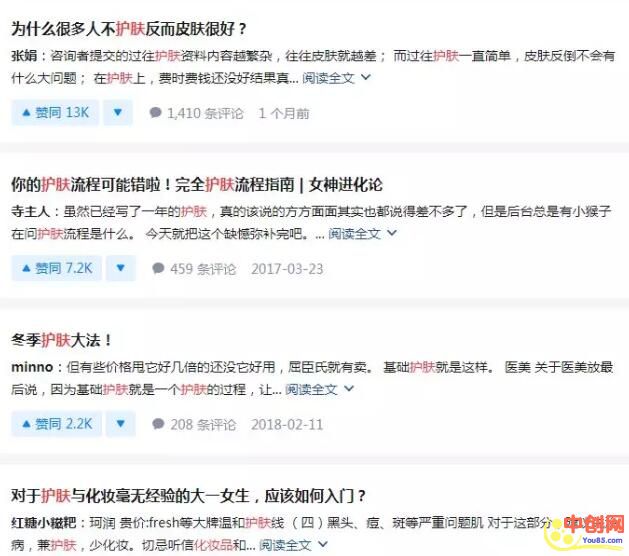 为什么很多人不护肤反而皮肤很好?
张娟:咨询者提交的过往护肤资料内容越繁杂,往往皮肤就越差; 而过往护肤一直简单,皮肤反倒不会有
什么大问题; 在护肤上,费时费钱还没好结果真... 阅读全文
赞同 13K 1,410 条评论 1 个月前
你的护肤流程可能错啦!完全护肤流程指南 | 女神进化论
寺主人:虽然已经写了一年的护肤,真的该说的方方面面其实也都说得差不多了,但是后台总是有小猴子
在问护肤流程是什么。 今天就把这个缺憾弥补完吧。... 阅读全文
赞同 7.2K 459 条评论 2017-03-23
冬季护肤大法!
minno:但有些价格甩它好几倍的还没它好用,屈臣氏就有卖。 基础护肤就是这样。 医美 关于医美放最
后说,因为基础护肤就是一个护肤的过程,让... 阅读全文
赞同 2.2K 208 条评论 2018-02-11
对于护肤与化妆毫无经验的大一女生,应该如何入门?
红糖小糍粑:珂润 贵价:fresh等大牌温和护肤线 (四)黑头、痘、斑等严重问题肌 对于这部分
病,兼护肤,少化妆。切忌听信化妆品和... 阅读全文
中创网
You85.com